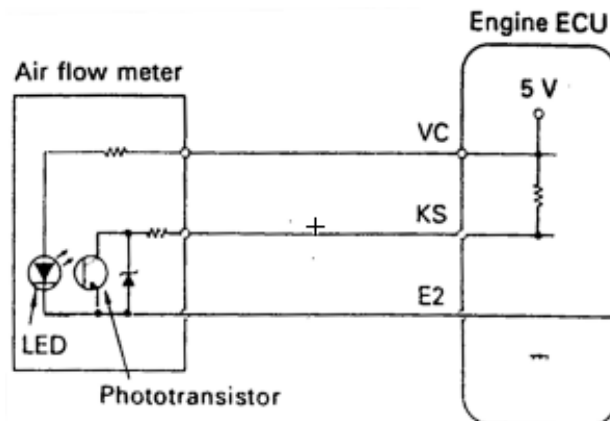 Engine ECU
Air flow meter
5 V
VC
KS
E2
LED
Phototransistor